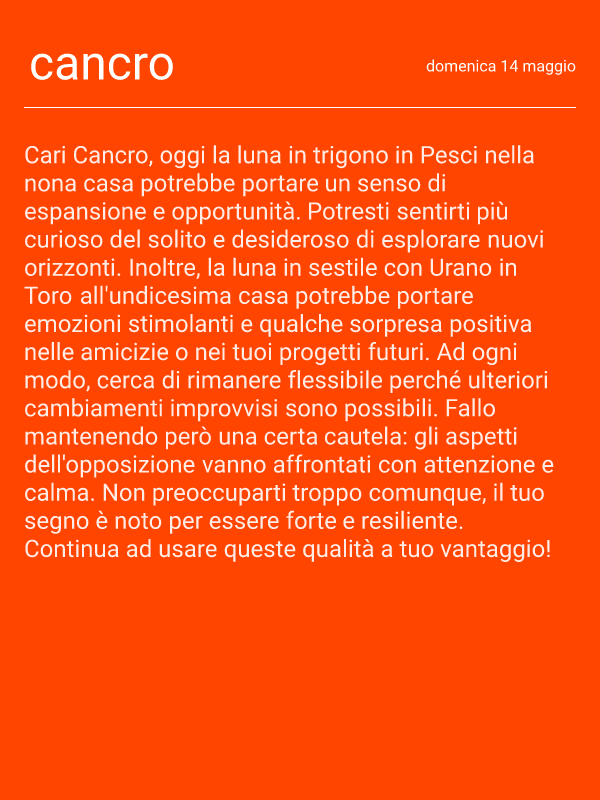 cancro
domenica 14 maggio
Cari Cancro, oggi la luna in trigono in Pesci nella
nona casa potrebbe portare un senso di
espansione e opportunità. Potresti sentirti più
curioso del solito e desideroso di esplorare nuovi
orizzonti. Inoltre, la luna in sestile con Urano in
Toro all'undicesima casa potrebbe portare
emozioni stimolanti e qualche sorpresa positiva
nelle amicizie o nei tuoi progetti futuri. Ad ogni
modo, cerca di rimanere flessibile perché ulteriori
cambiamenti improvvisi sono possibili. Fallo
mantenendo però una certa cautela: gli aspetti
dell'opposizione vanno affrontati con attenzione e
calma. Non preoccuparti troppo comunque, il tuo
segno è noto per essere forte e resiliente.
Continua ad usare queste qualità a tuo vantaggio!